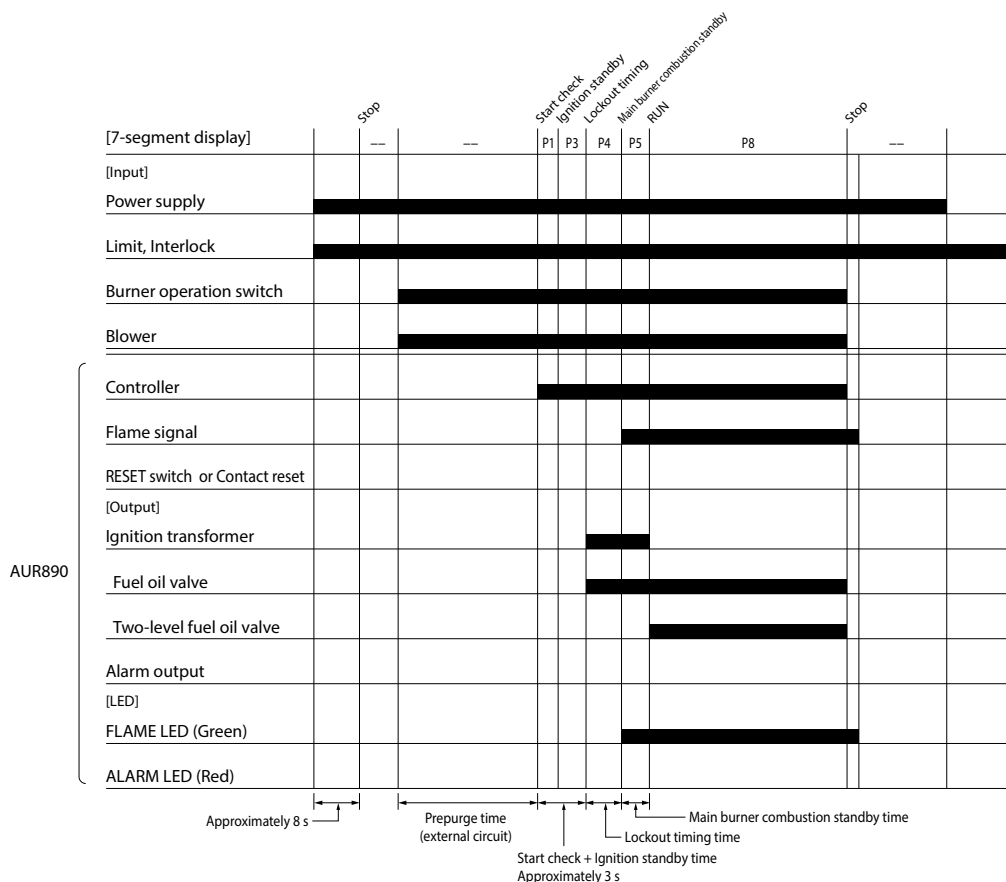 Stop
Start check
Ignition standby
Lockout timing
Main burner combustion standby
RUN
Stop
[7-segment display] −− −− P1 P3 P4 P5 P8 −−
[Input]
Power supply
Limit, Interlock
Burner operation switch
Blower
Controller
Flame signal
RESET switch or Contact reset
[Output]
Ignition transformer
AUR890
Fuel oil valve
Two-level fuel oil valve
Alarm output
[LED]
FLAME LED (Green)
ALARM LED (Red)
Approximately 8 s
Prepurge time
(external circuit)
Main burner combustion standby time
Lockout timing time
Start check + Ignition standby time
Approximately 3 s